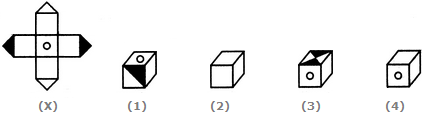 (X) (1) (2) (3) (4)